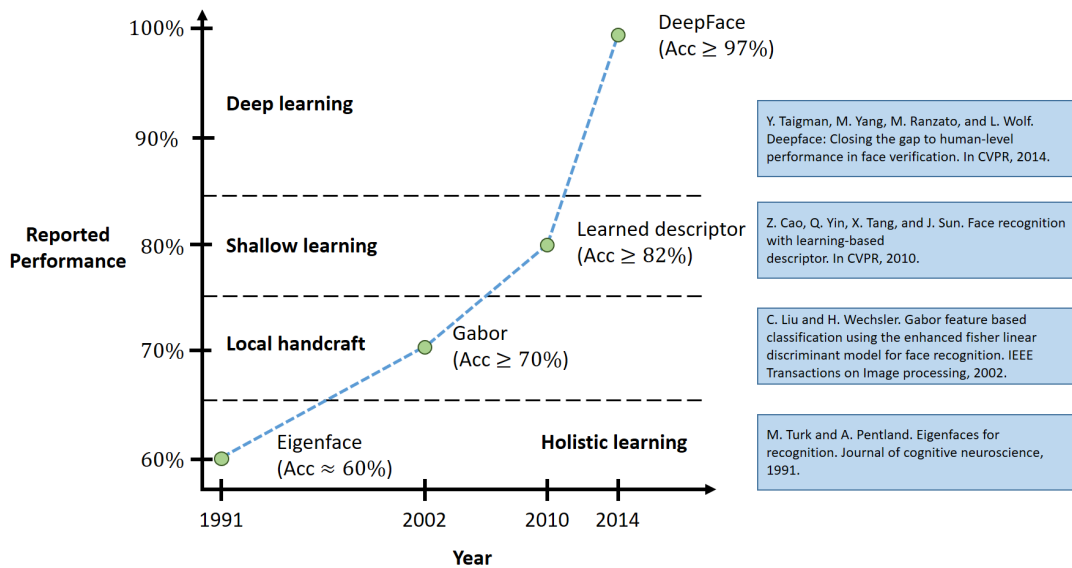 100%
DeepFace
(Acc ≥ 97%)
Deep learning
Y. Taigman, M. Yang, M. Ranzato, and L. Wolf.
Deepface: Closing the gap to human-level
performance in face verification. In CVPR, 2014.
90%
Reported
Performance
80%
Shallow learning
Learned descriptor
(Acc ≥ 82%)
Z. Cao, Q. Yin, X. Tang, and J. Sun. Face recognition
with learning-based
descriptor. In CVPR, 2010.
70%
Local handcraft
Gabor
(Acc ≥ 70%)
C. Liu and H. Wechsler. Gabor feature based
classification using the enhanced fisher linear
discriminant model for face recognition. IEEE
Transactions on Image processing, 2002.
60%
Eigenface
(Acc ≈ 60%)
Holistic learning
M. Turk and A. Pentland. Eigenfaces for
recognition. Journal of cognitive neuroscience,
1991.
1991
2002
2010
2014
Year